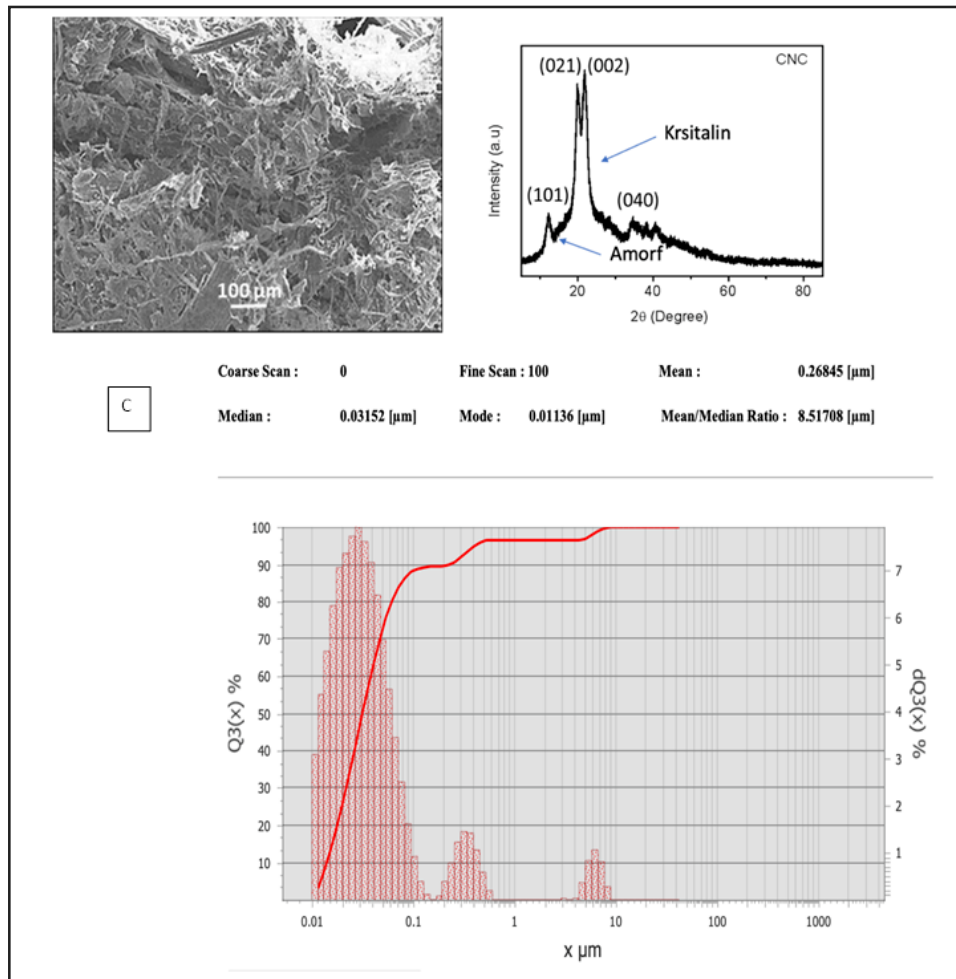 100 µm
CNC
(021) (002)
Krsitalin
(101)
(040)
Amorf
Intensity (a.u)
20 40 60 80
2θ (Degree)
C
Coarse Scan : 0 Fine Scan : 100 Mean : 0.26845 [µm]
Median : 0.03152 [µm] Mode : 0.01136 [µm] Mean/Median Ratio : 8.51708 [µm]
100
90
80
70
60
50
40
30
20
10
Q3(x) %
7
6
5
4
3
2
1
dQ3(x) %
0.01 0.1 1 10 100 1000
x µm